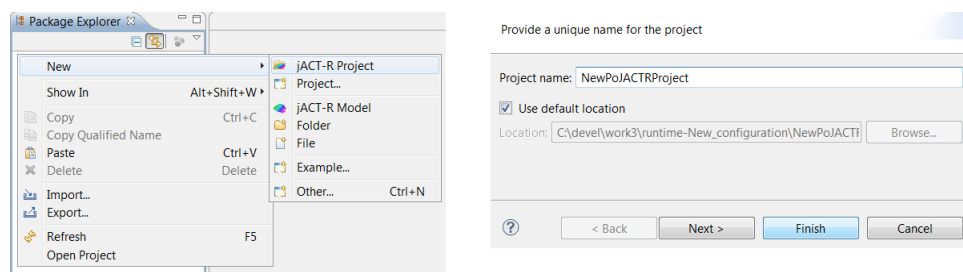 Package Explorer
New
Show In Alt+Shift+W
Copy Ctrl+C
Copy Qualified Name
Paste Ctrl+V
Delete Delete
Import...
Export...
Refresh F5
Open Project
jACT-R Project
Project...
jACT-R Model
Folder
File
Example...
Other... Ctrl+N
Provide a unique name for the project
Project name: NewPoJACTRProject
Use default location
Location: C:\devel\work3\runtime-New_configuration\NewPoJACTF Browse...
? < Back Next > Finish Cancel